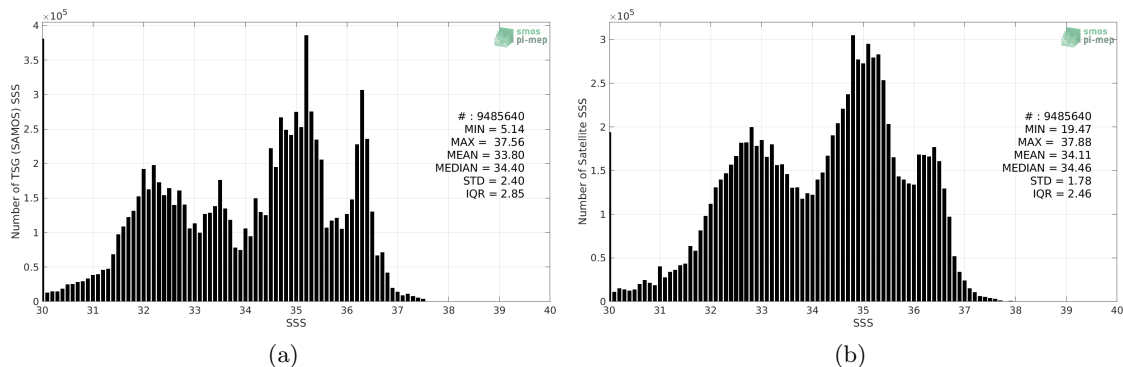 ×10⁵
4
3.5
3
2.5
2
1.5
1
0.5
0
Number of TSG (SAMOS) SSS
smos
pi-mep
# : 9485640
MIN = 5.14
MAX = 37.56
MEAN = 33.80
MEDIAN = 34.40
STD = 2.40
IQR = 2.85
30 31 32 33 34 35 36 37 38 39 40
SSS
(a)
×10⁵
3
2.5
2
1.5
1
0.5
0
Number of Satellite SSS
smos
pi-mep
# : 9485640
MIN = 19.47
MAX = 37.88
MEAN = 34.11
MEDIAN = 34.46
STD = 1.78
IQR = 2.46
30 31 32 33 34 35 36 37 38 39 40
SSS
(b)